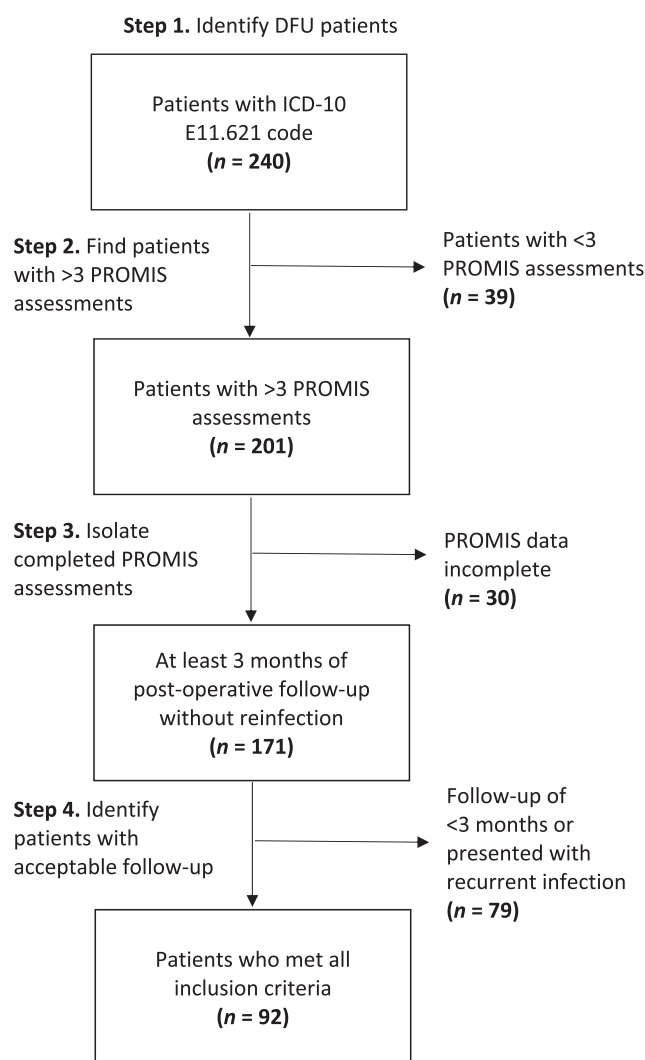 Step 1. Identify DFU patients
Patients with ICD-10
E11.621 code
(n = 240)
Step 2. Find patients
with >3 PROMIS
assessments
Patients with <3
PROMIS assessments
(n = 39)
Patients with >3 PROMIS
assessments
(n = 201)
Step 3. Isolate
completed PROMIS
assessments
PROMIS data
incomplete
(n = 30)
At least 3 months of
post-operative follow-up
without reinfection
(n = 171)
Step 4. Identify
patients with
acceptable follow-up
Follow-up of
<3 months or
presented with
recurrent infection
(n = 79)
Patients who met all
inclusion criteria
(n = 92)